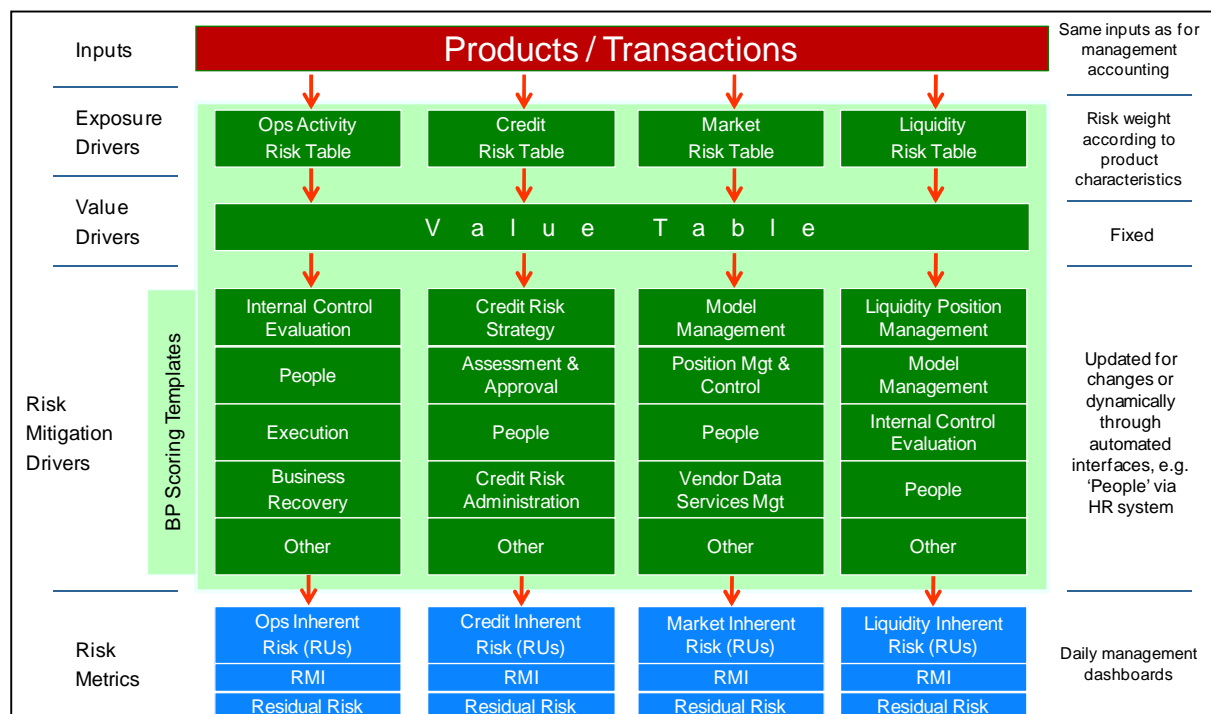 Inputs
Products / Transactions
Same inputs as for
management
accounting
Exposure
Drivers
Ops Activity
Risk Table
Credit
Risk Table
Market
Risk Table
Liquidity
Risk Table
Risk weight
according to
product
characteristics
Value
Drivers
Value Table
Fixed
Risk
Mitigation
Drivers
BP Scoring Templates
Internal Control
Evaluation
People
Execution
Business
Recovery
Other
Credit Risk
Strategy
Assessment &
Approval
People
Credit Risk
Administration
Other
Model
Management
Position Mgt &
Control
People
Vendor Data
Services Mgt
Other
Liquidity Position
Management
Model
Management
Internal Control
Evaluation
People
Other
Updated for
changes or
dynamically
through
automated
interfaces, e.g.
‘People’ via
HR system
Risk
Metrics
Ops Inherent
Risk (RUs)
RMI
Residual Risk
Credit Inherent
Risk (RUs)
RMI
Residual Risk
Market Inherent
Risk (RUs)
RMI
Residual Risk
Liquidity Inherent
Risk (RUs)
RMI
Residual Risk
Daily management
dashboards